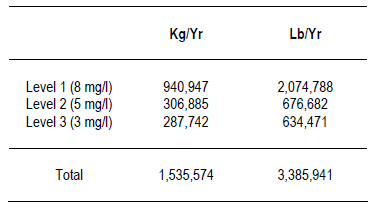 Kg/Yr Lb/Yr
Level 1 (8 mg/l) 940,947 2,074,788
Level 2 (5 mg/l) 306,885 676,682
Level 3 (3 mg/l) 287,742 634,471
Total 1,535,574 3,385,941